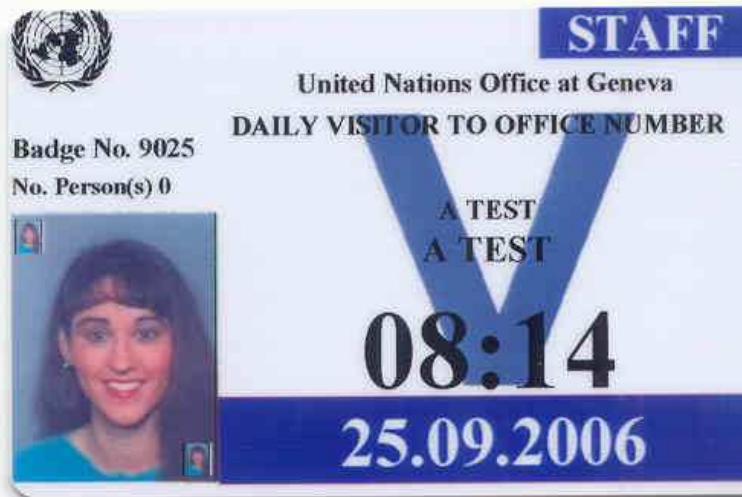 STAFF
United Nations Office at Geneva
DAILY VISITOR TO OFFICE NUMBER
Badge No. 9025
No. Person(s) 0
A TEST
A TEST
V
08:14
25.09.2006